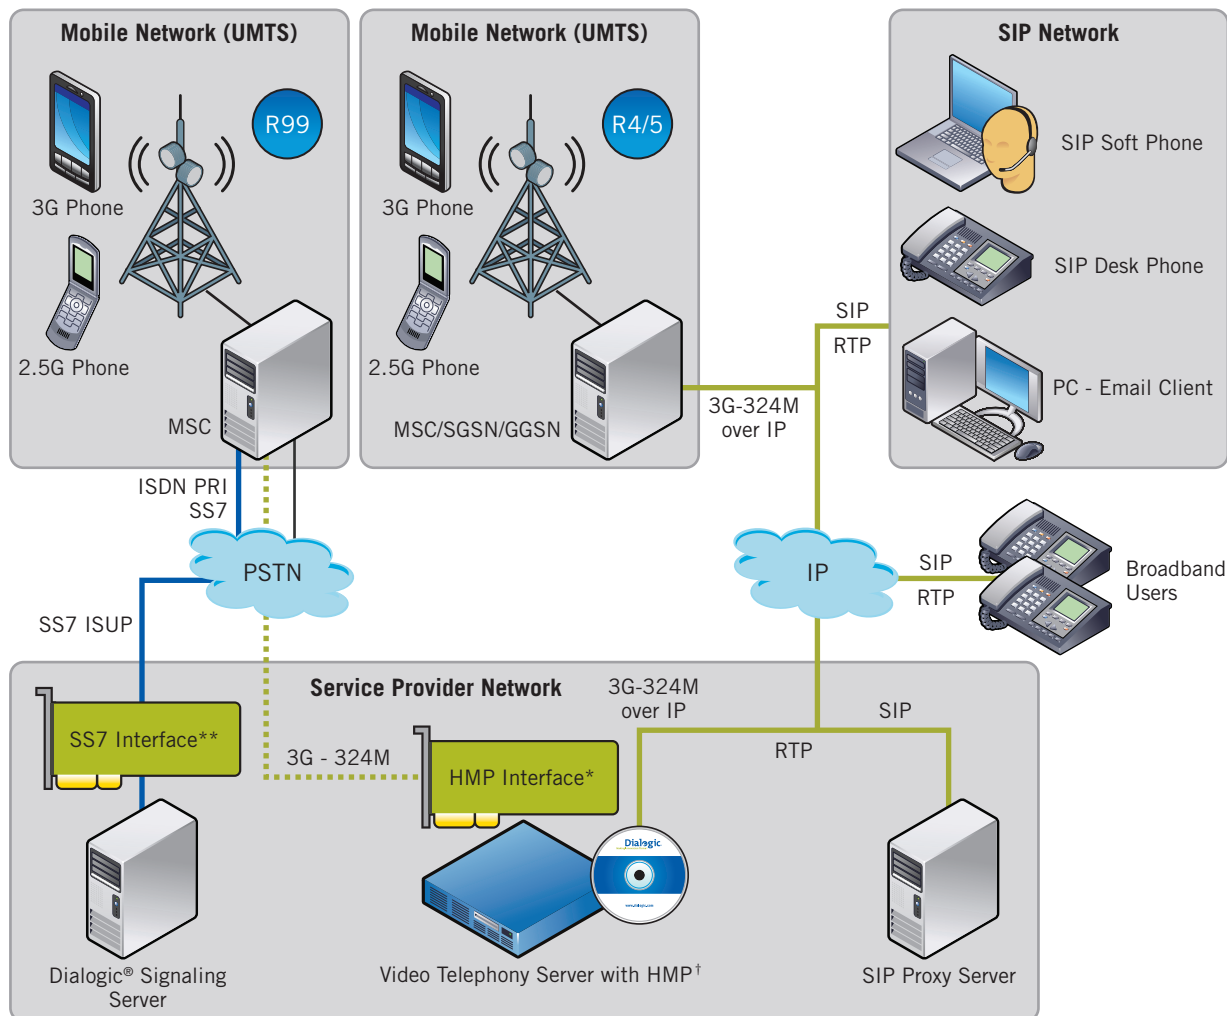 Mobile Network (UMTS)
R99
3G Phone
2.5G Phone
MSC
Mobile Network (UMTS)
R4/5
3G Phone
2.5G Phone
MSC/SGSN/GGSN
SIP Network
SIP Soft Phone
SIP Desk Phone
PC - Email Client
SIP
RTP
3G-324M
over IP
ISDN PRI
SS7
PSTN
IP
SIP
RTP
Broadband
Users
SS7 ISUP
Service Provider Network
SS7 Interface**
3G - 324M
HMP Interface*
3G-324M
over IP
RTP
SIP
Dialogic
www.dialogic.com
Dialogic® Signaling
Server
Video Telephony Server with HMP†
SIP Proxy Server